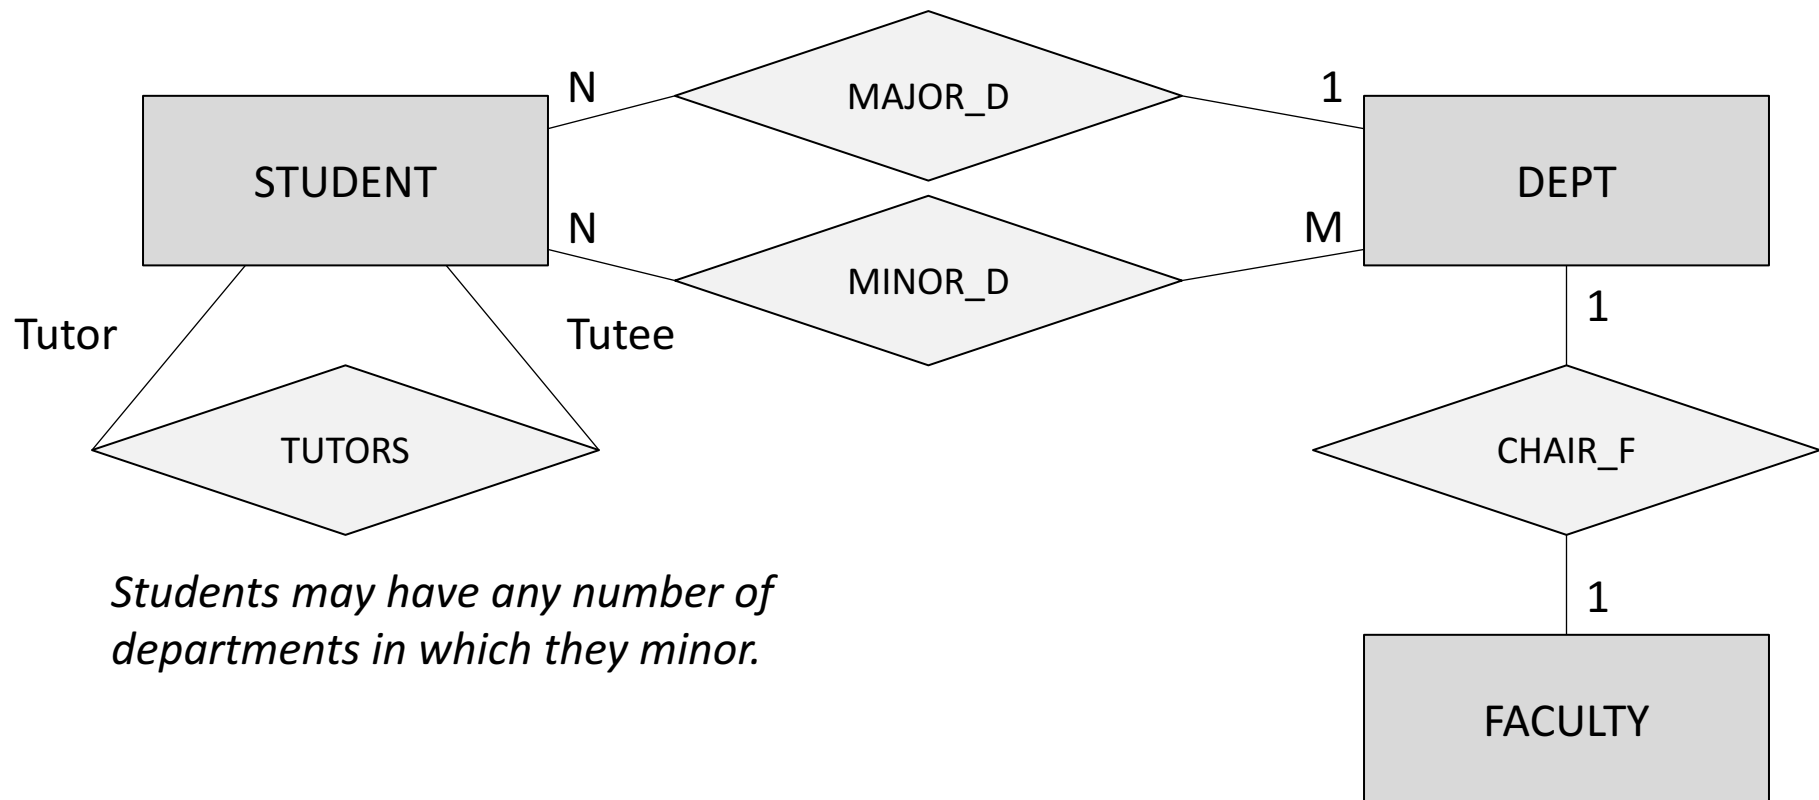 N
MAJOR_D
1
STUDENT
DEPT
N
MINOR_D
M
Tutor
Tutee
1
TUTORS
CHAIR_F
Students may have any number of
departments in which they minor.
1
FACULTY